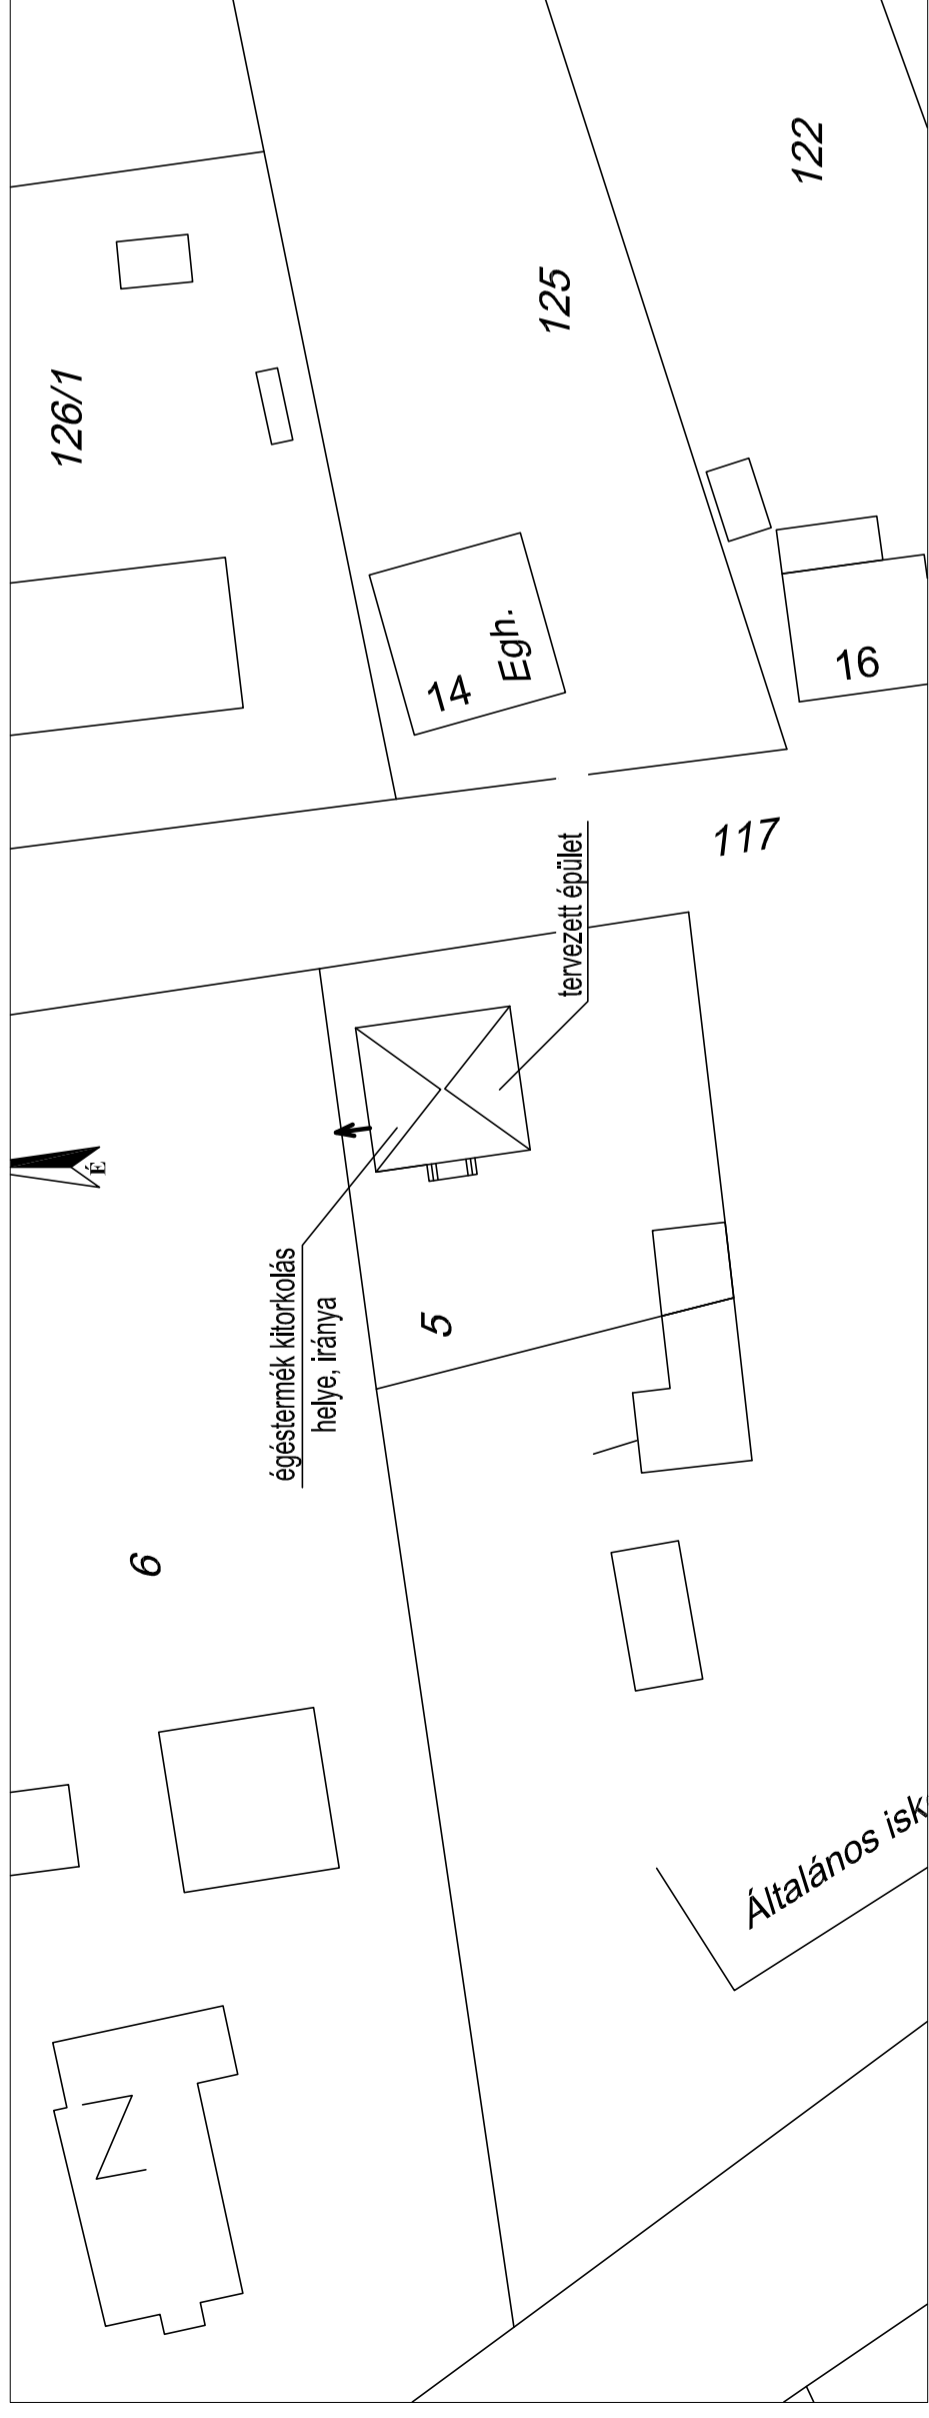 122
125
126/1
16
14
Egh.
117
tervezett épület
É
égéstermék kitorkolás
helye, iránya
5
6
Általános isk